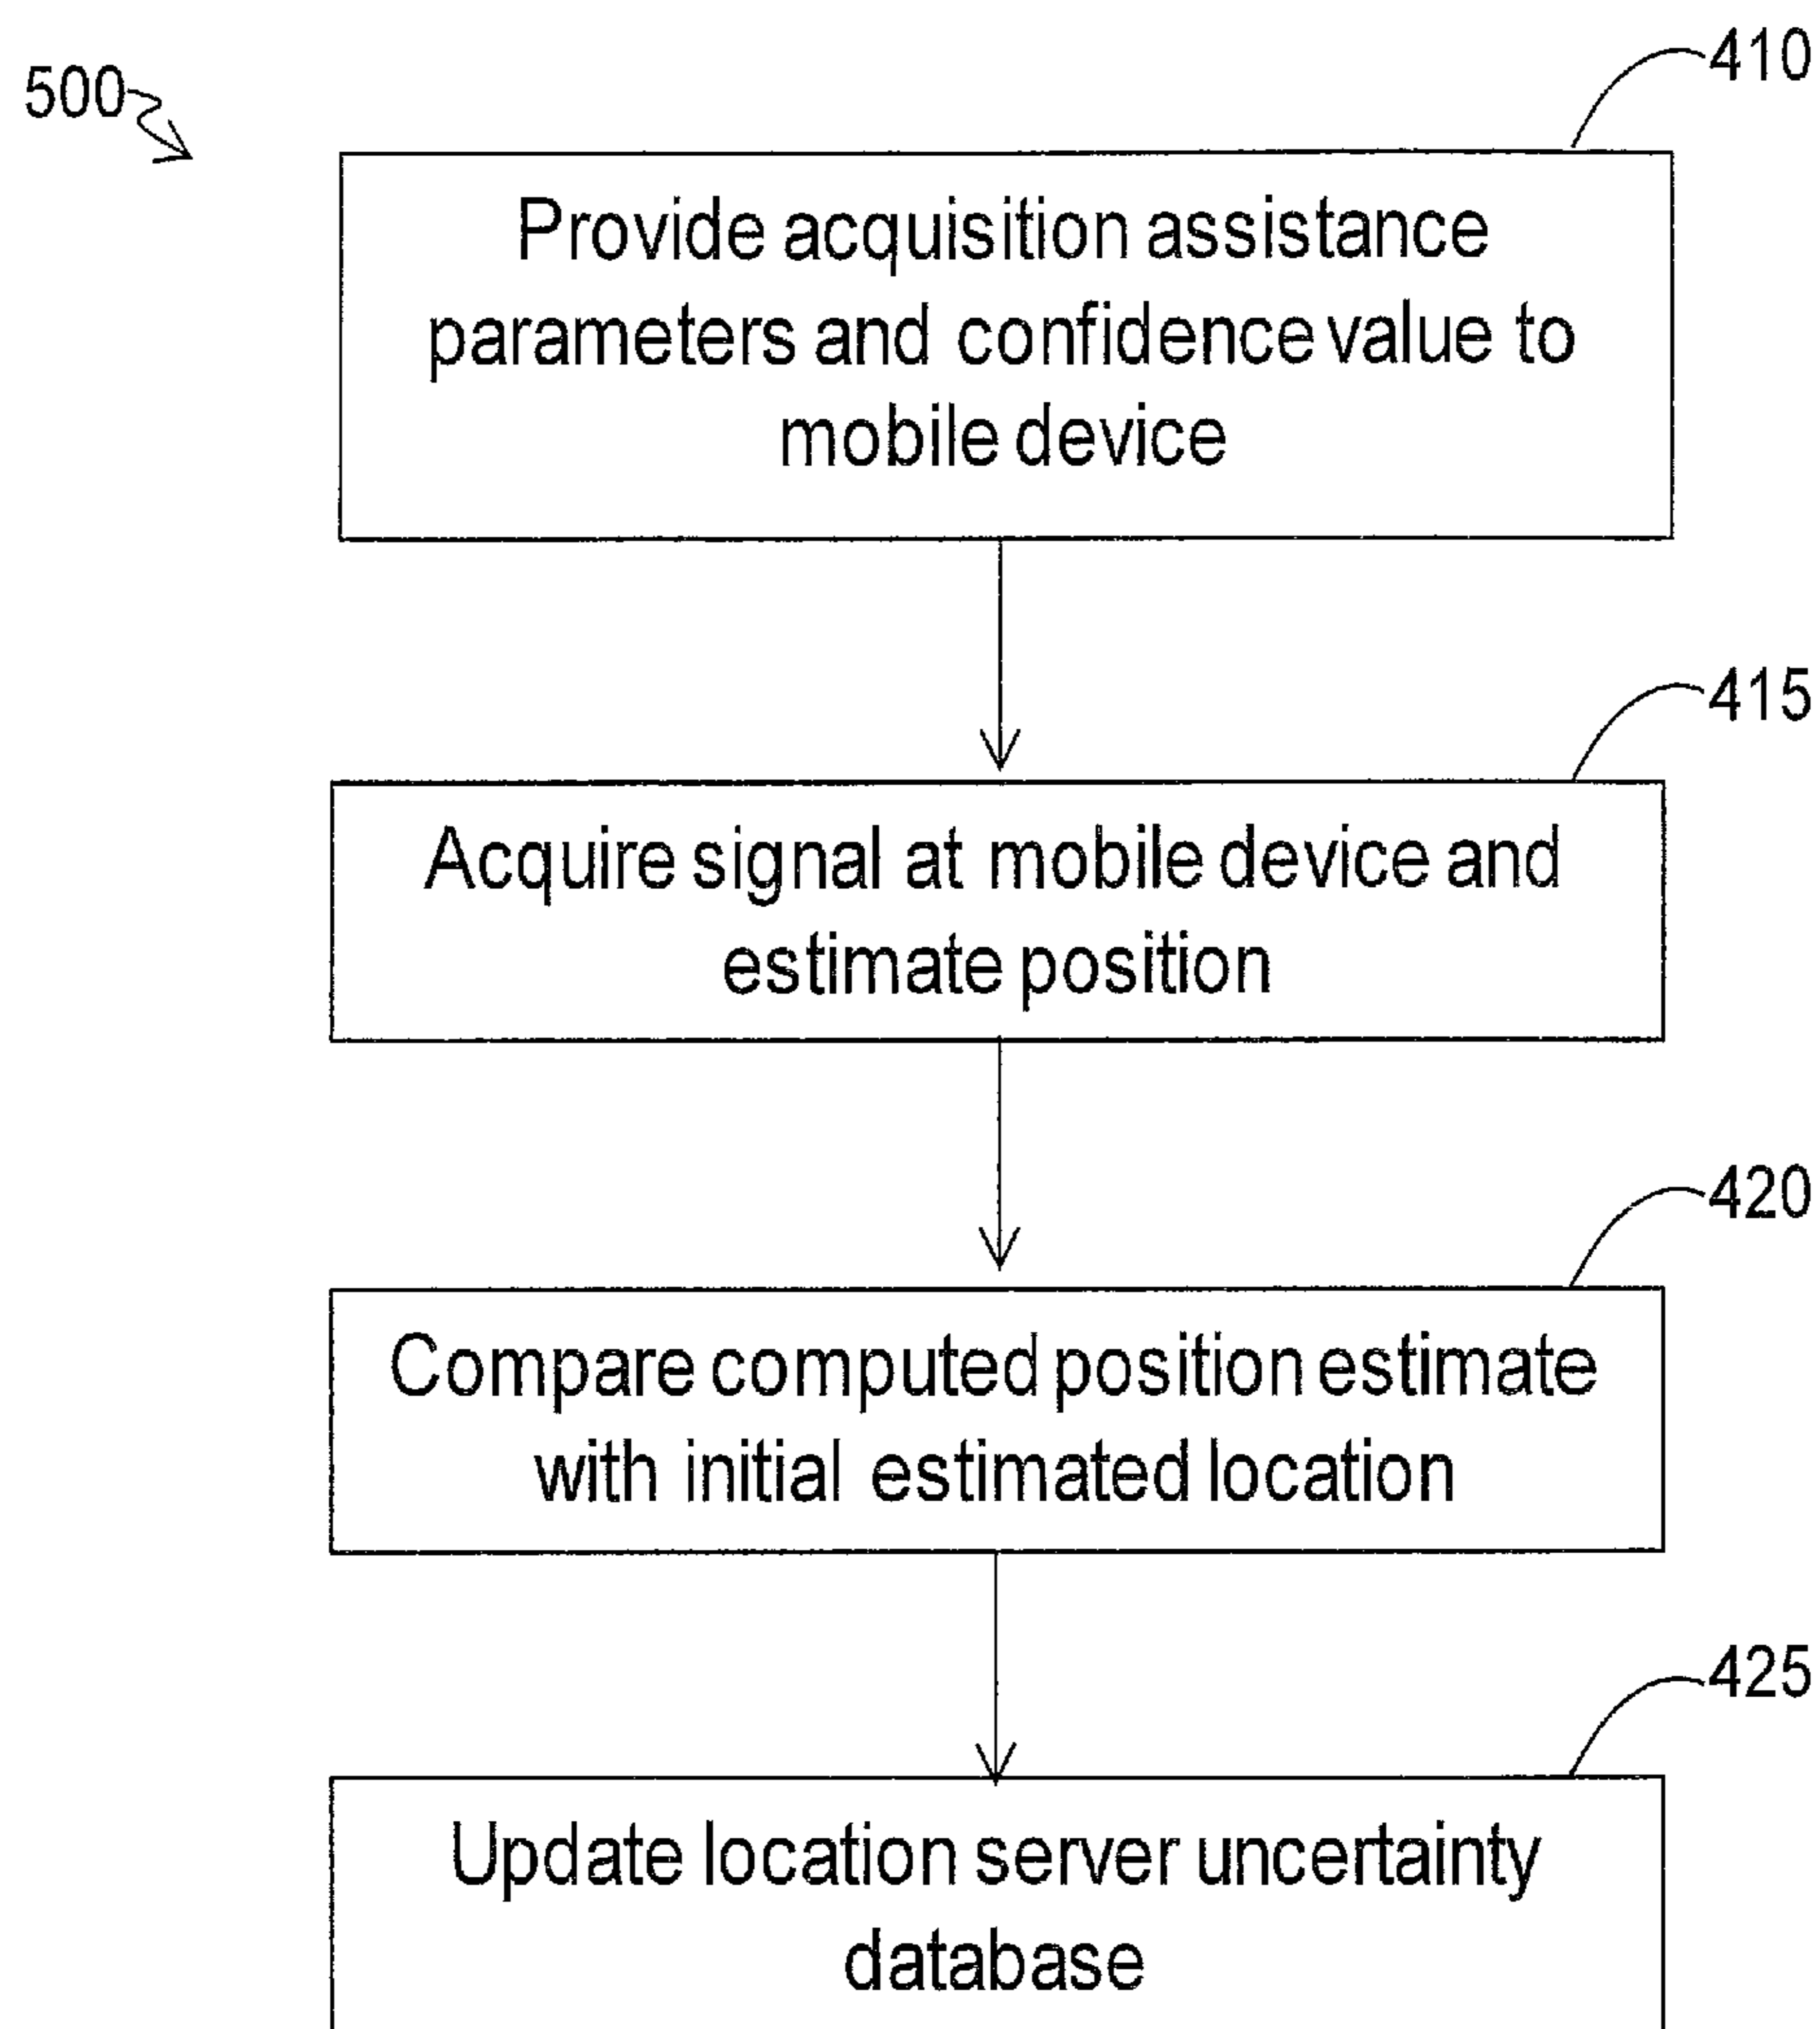 500
410
Provide acquisition assistance
parameters and confidence value to
mobile device
415
Acquire signal at mobile device and
estimate position
420
Compare computed position estimate
with initial estimated location
425
Update location server uncertainty
database